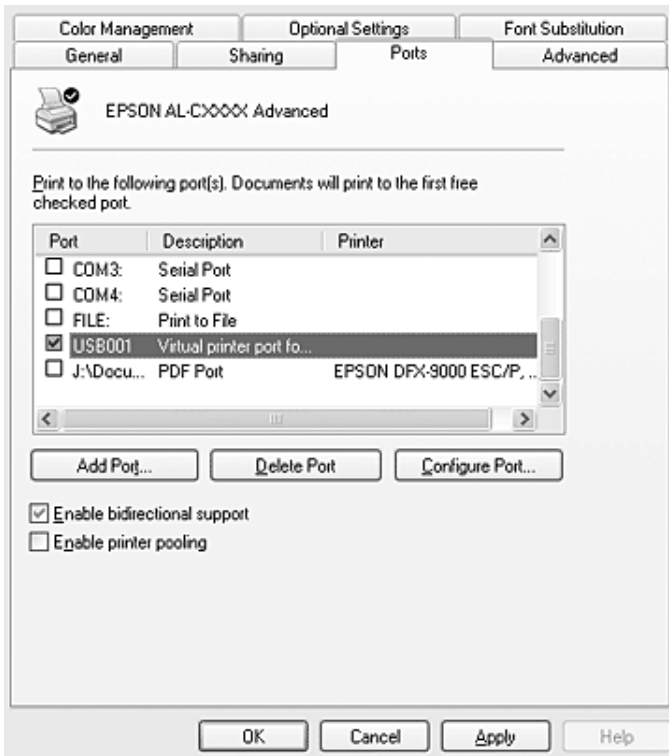 Color Management Optional Settings Font Substitution
General Sharing Ports Advanced
EPSON AL-CXXXX Advanced
Print to the following port(s). Documents will print to the first free
checked port.
Port Description Printer
COM3: Serial Port
COM4: Serial Port
FILE: Print to File
USB001 Virtual printer port fo...
J:\Docu... PDF Port EPSON DFX-9000 ESC/P, ..
Add Port... Delete Port Configure Port...
Enable bidirectional support
Enable printer pooling
OK Cancel Apply Help